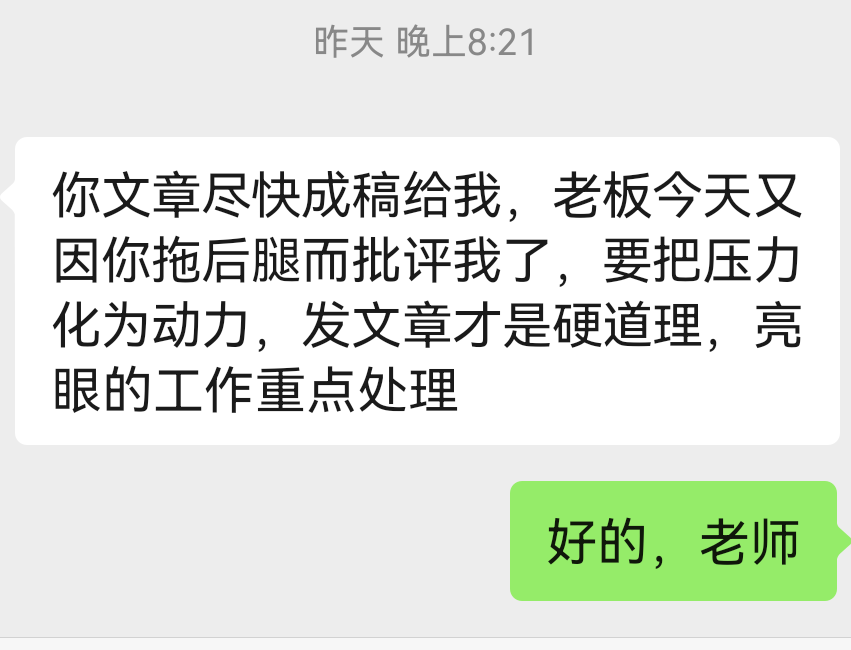 昨天 晚上8:21
你文章尽快成稿给我，老板今天又
因你拖后腿而批评我了，要把压力
化为动力，发文章才是硬道理，亮
眼的工作重点处理
好的，老师